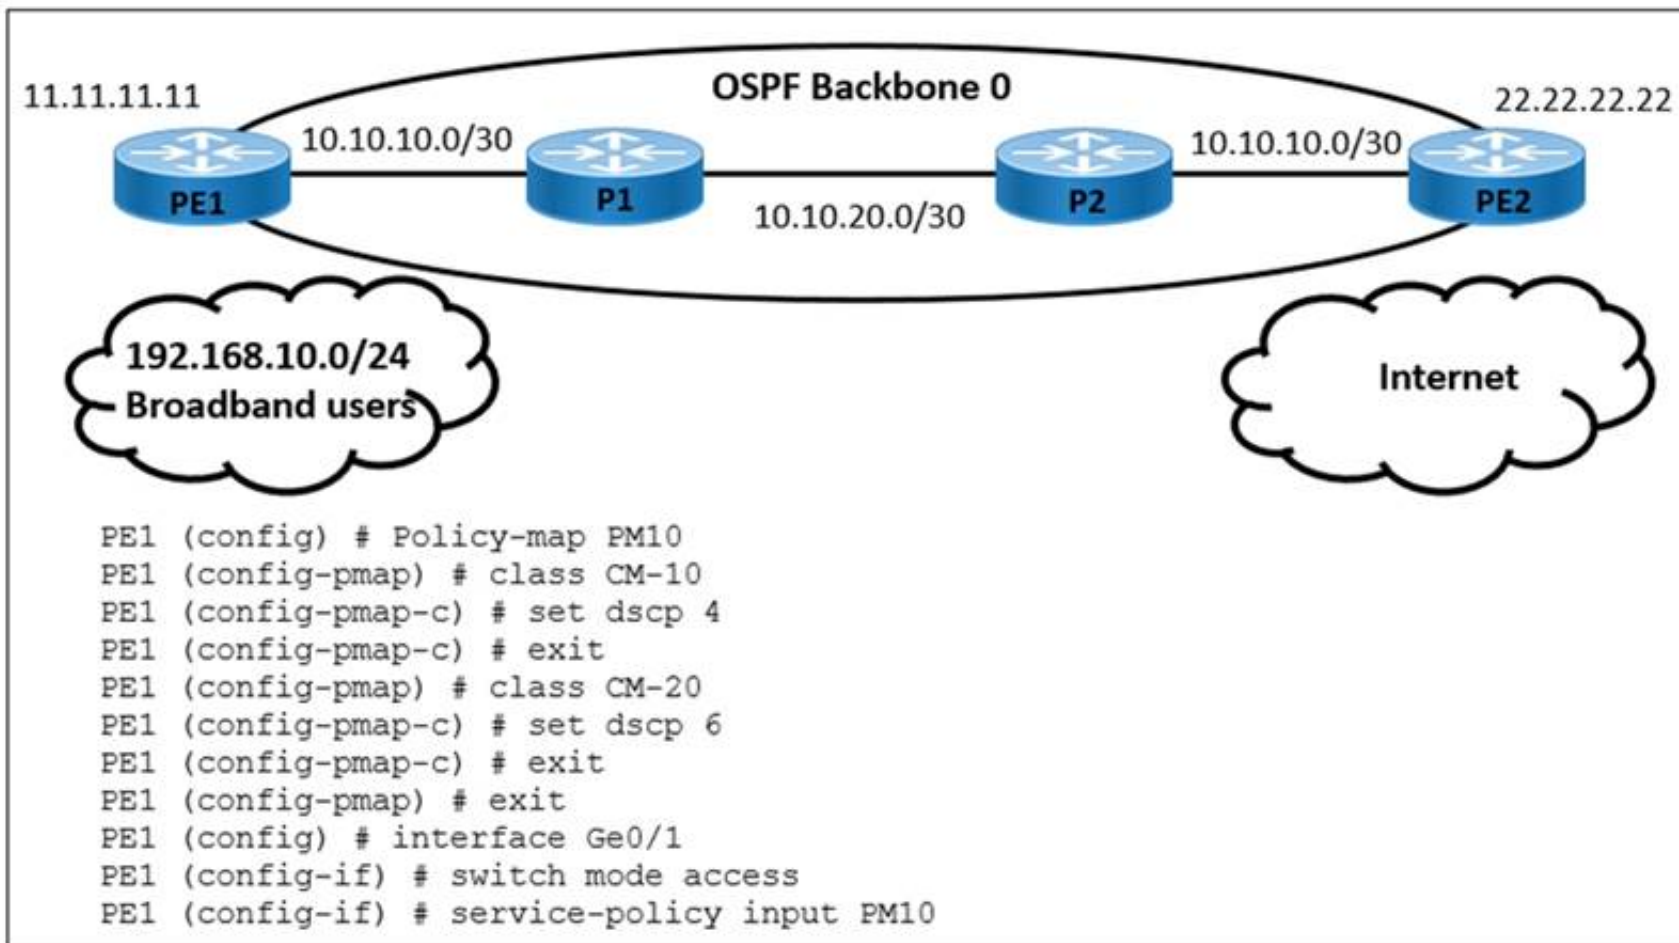 OSPF Backbone 0
11.11.11.11
22.22.22.22
10.10.10.0/30
10.10.10.0/30
PE1
P1
P2
PE2
10.10.20.0/30
192.168.10.0/24
Broadband users
Internet
PE1 (config) # Policy-map PM10
PE1 (config-pmap) # class CM-10
PE1 (config-pmap-c) # set dscp 4
PE1 (config-pmap-c) # exit
PE1 (config-pmap) # class CM-20
PE1 (config-pmap-c) # set dscp 6
PE1 (config-pmap-c) # exit
PE1 (config-pmap) # exit
PE1 (config) # interface Ge0/1
PE1 (config-if) # switch mode access
PE1 (config-if) # service-policy input PM10